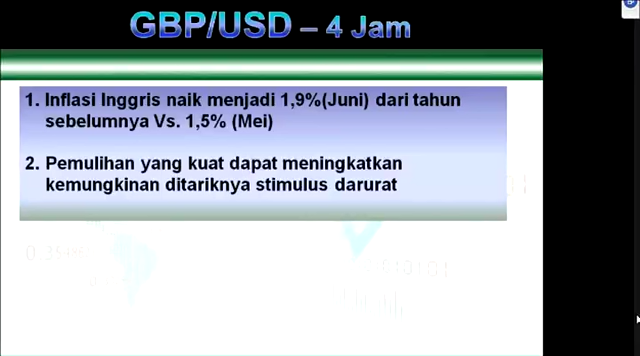 GBP/USD – 4 Jam
1. Inflasi Inggris naik menjadi 1,9%(Juni) dari tahun
sebelumnya Vs. 1,5% (Mei)
2. Pemulihan yang kuat dapat meningkatkan
kemungkinan ditariknya stimulus darurat